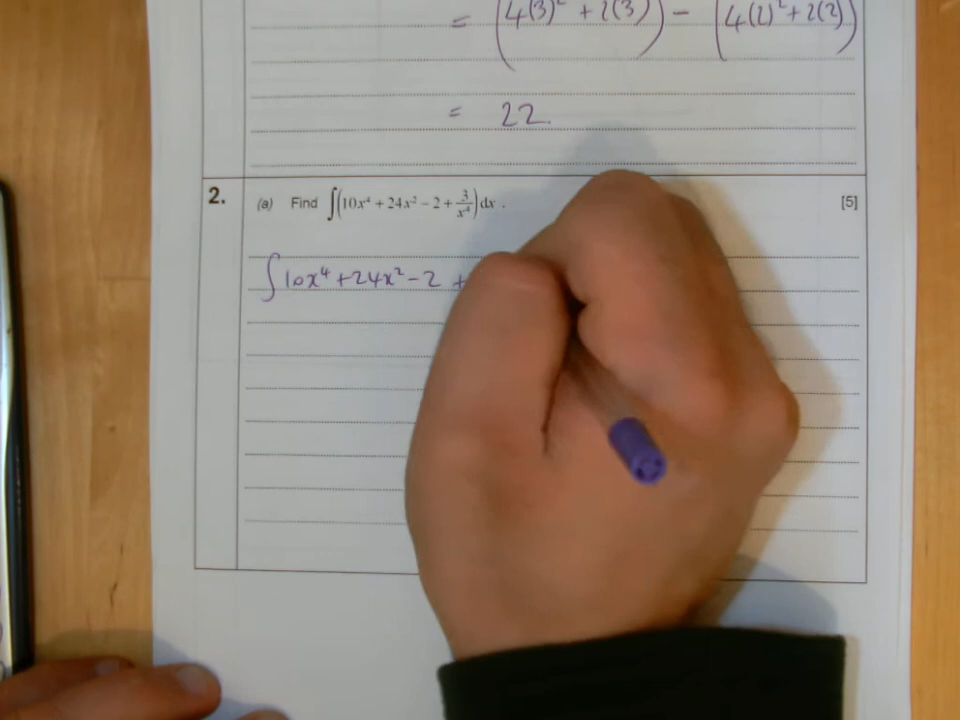 = (4(3)² + 2(3)) − (4(2)² + 2(2))
= 22.
2. (a) Find ∫(10x⁴ + 24x² − 2 + 3/x⁴) dx . [5]
∫10x⁴ + 24x² − 2 +